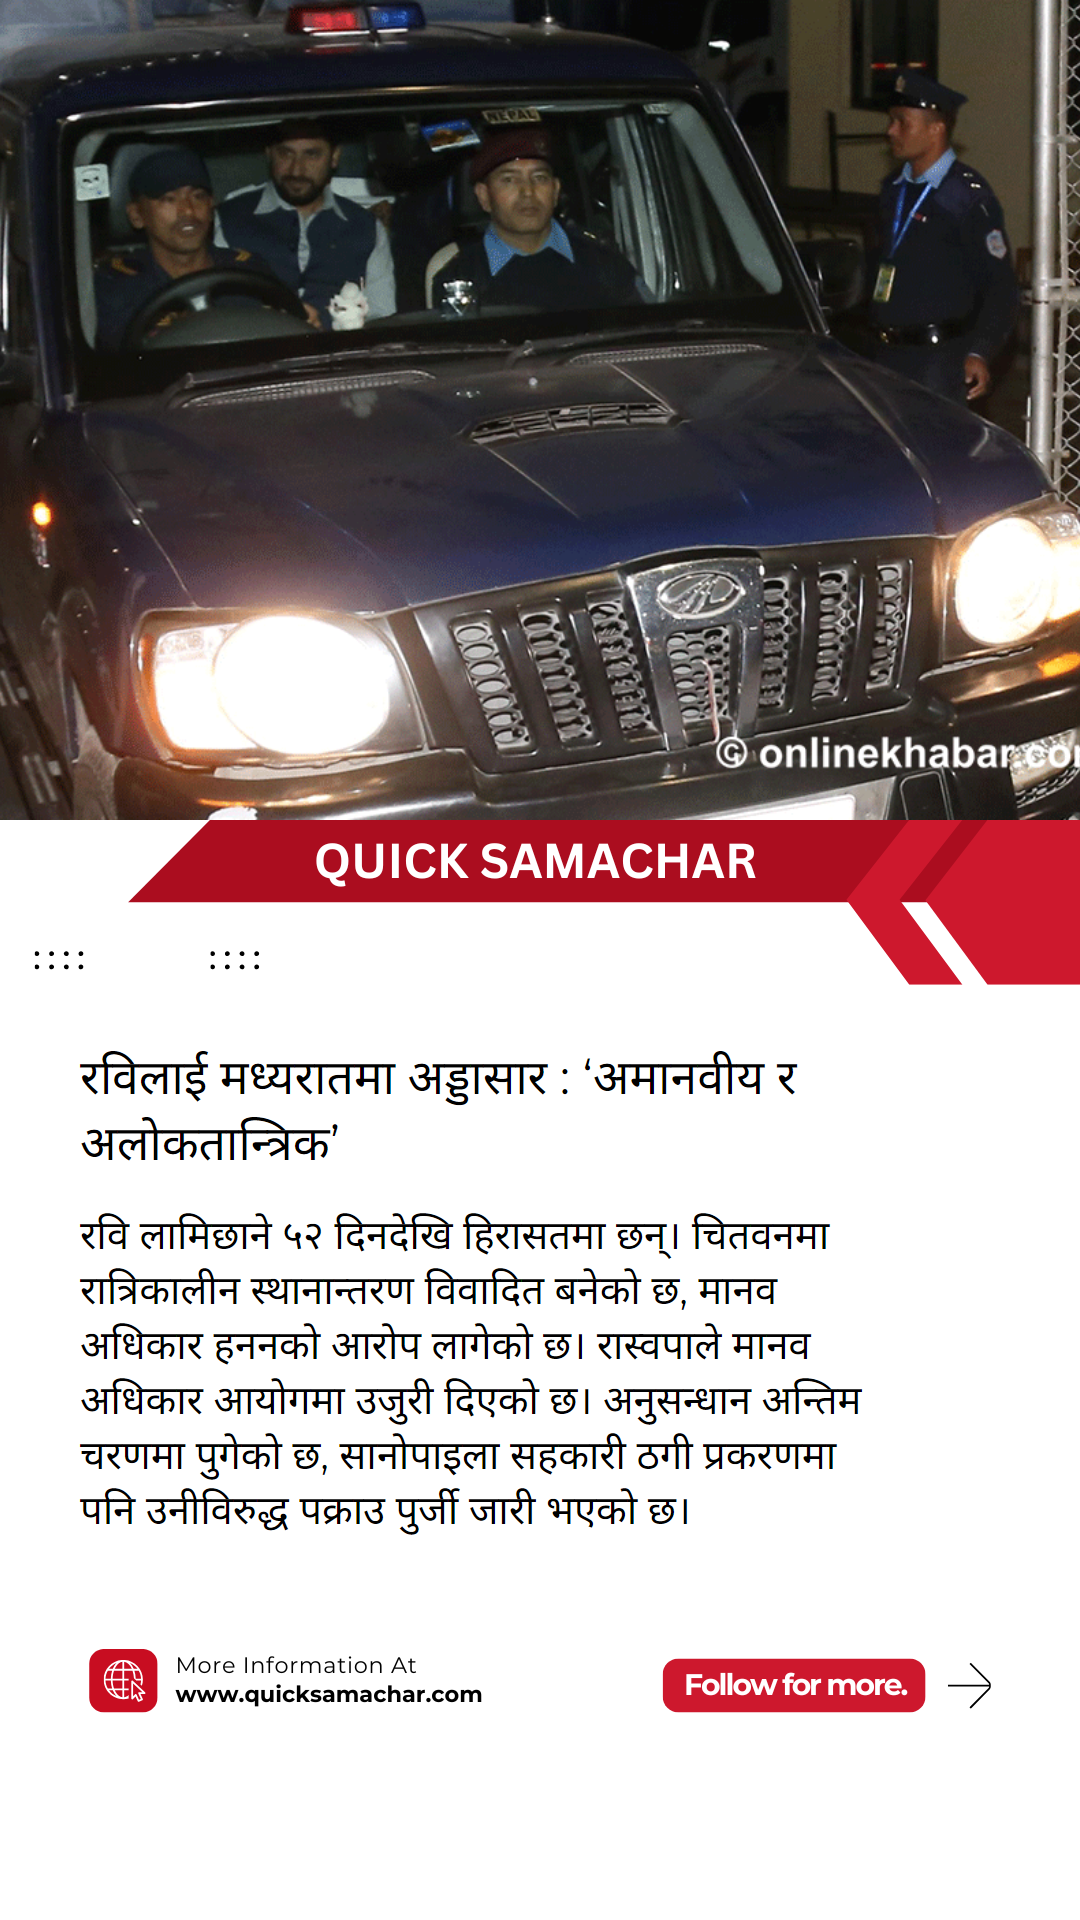 NEPAL
© onlinekhabar.com
QUICK SAMACHAR
रविलाई मध्यरातमा अड्डासार : ‘अमानवीय र
अलोकतान्त्रिक’
रवि लामिछाने ५२ दिनदेखि हिरासतमा छन्। चितवनमा
रात्रिकालीन स्थानान्तरण विवादित बनेको छ, मानव
अधिकार हननको आरोप लागेको छ। रास्वपाले मानव
अधिकार आयोगमा उजुरी दिएको छ। अनुसन्धान अन्तिम
चरणमा पुगेको छ, सानोपाइला सहकारी ठगी प्रकरणमा
पनि उनीविरुद्ध पक्राउ पुर्जी जारी भएको छ।
More Information At
www.quicksamachar.com
Follow for more.